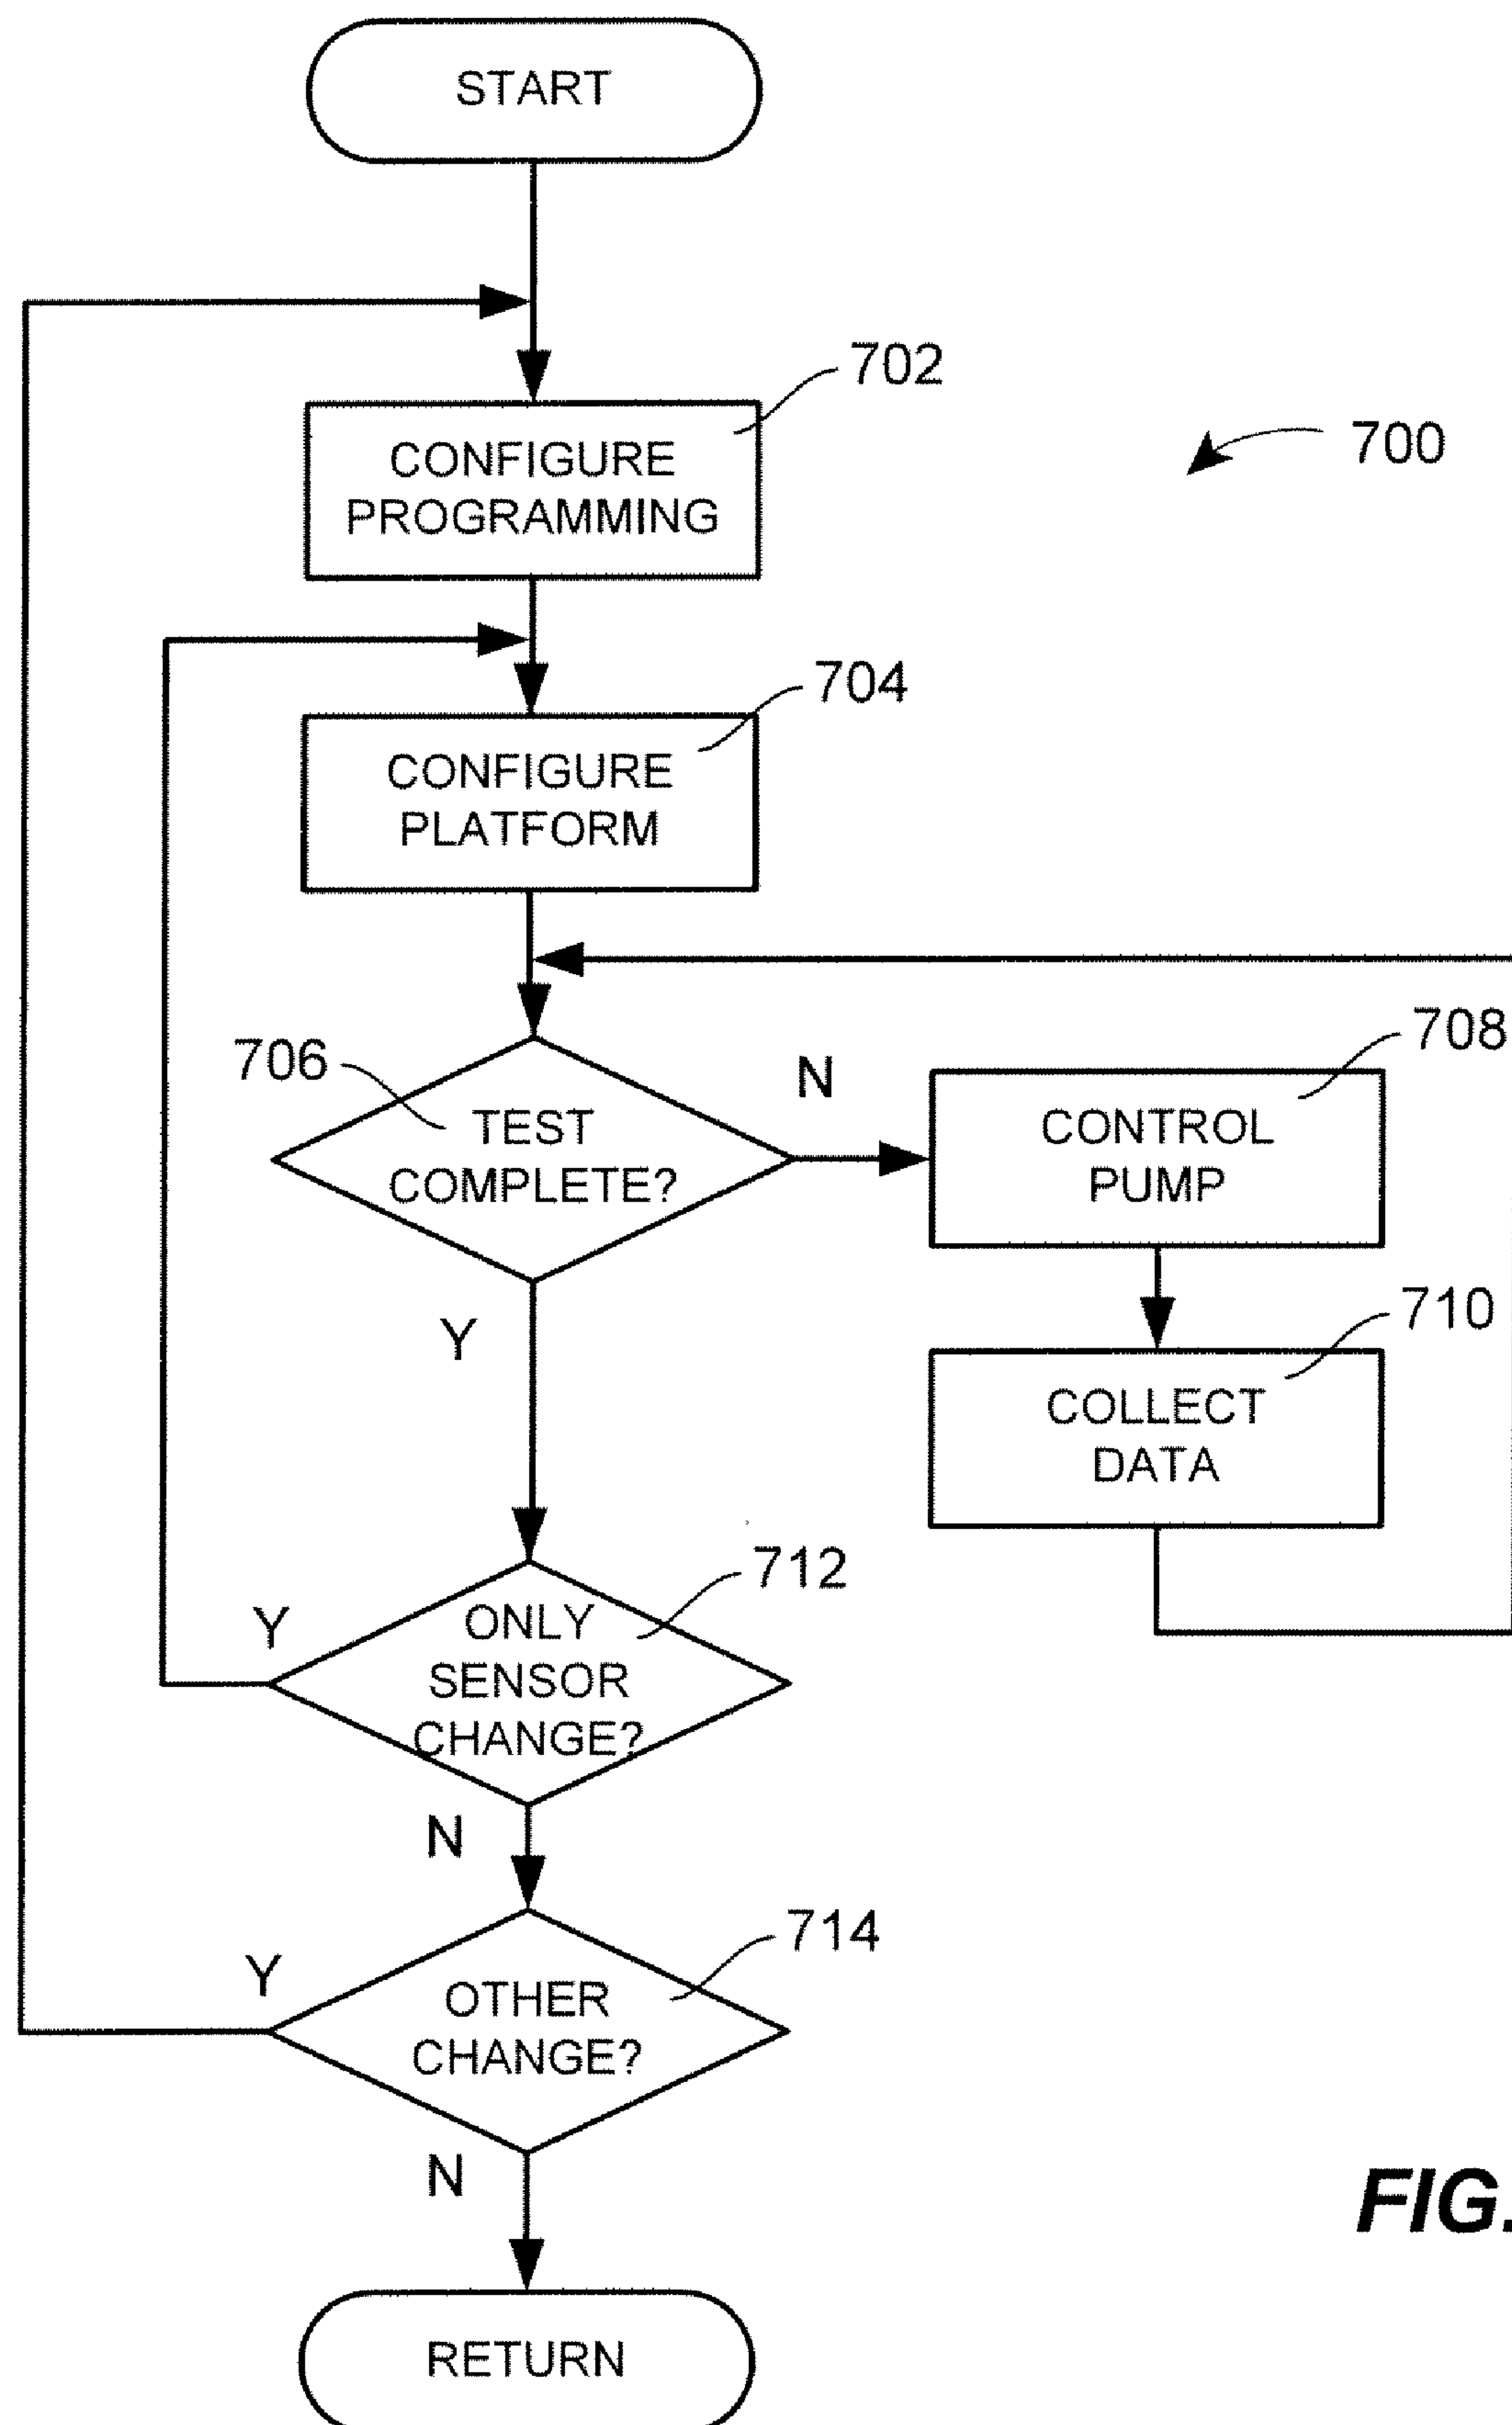 START
702
CONFIGURE
PROGRAMMING
700
704
CONFIGURE
PLATFORM
706
TEST
COMPLETE?
N
708
CONTROL
PUMP
Y
710
COLLECT
DATA
712
Y
ONLY
SENSOR
CHANGE?
N
714
Y
OTHER
CHANGE?
N
FIG.
RETURN